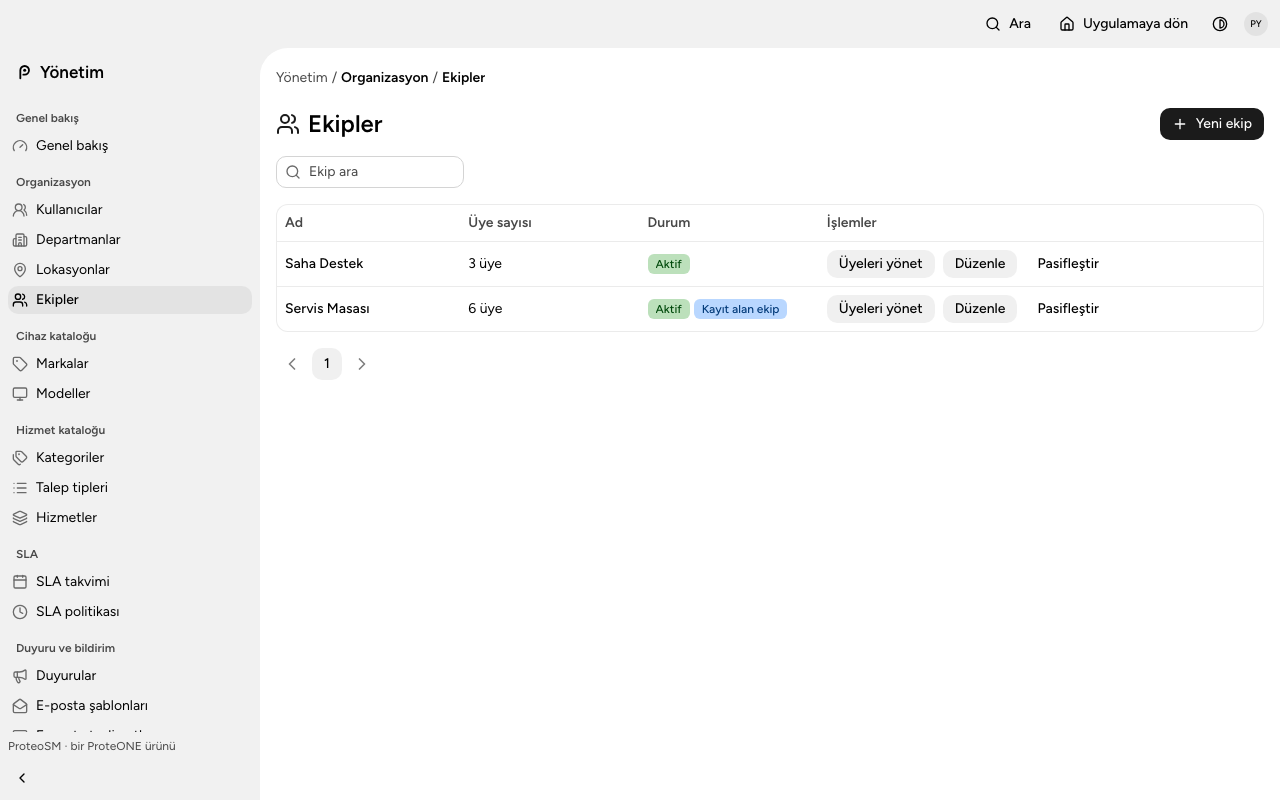 Ara
Uygulamaya dön
PY
Yönetim
Genel bakış
Genel bakış
Organizasyon
Kullanıcılar
Departmanlar
Lokasyonlar
Ekipler
Cihaz kataloğu
Markalar
Modeller
Hizmet kataloğu
Kategoriler
Talep tipleri
Hizmetler
SLA
SLA takvimi
SLA politikası
Duyuru ve bildirim
Duyurular
E-posta şablonları
ProteoSM · bir ProteONE ürünü
Yönetim / Organizasyon / Ekipler
Ekipler
Yeni ekip
Ekip ara
Ad Üye sayısı Durum İşlemler
Saha Destek 3 üye Aktif Üyeleri yönet Düzenle Pasifleştir
Servis Masası 6 üye Aktif Kayıt alan ekip Üyeleri yönet Düzenle Pasifleştir
1